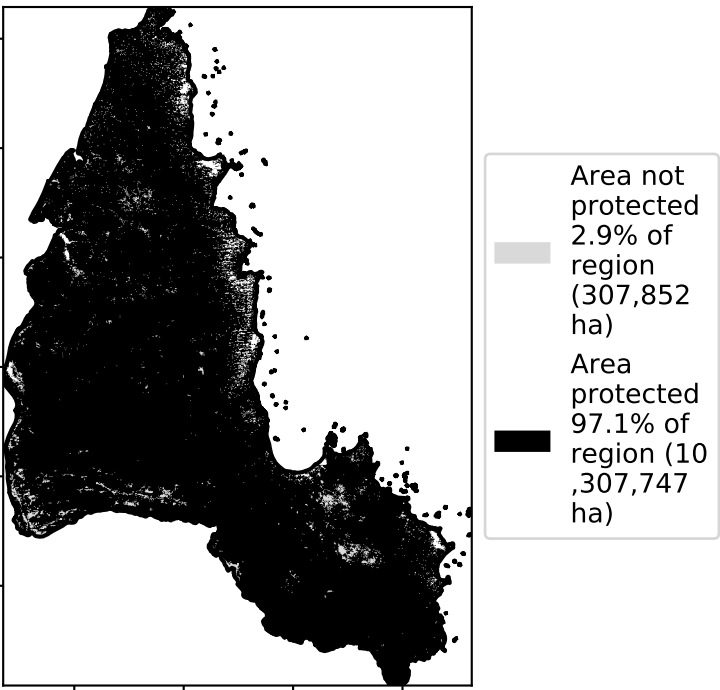 Area not
protected
2.9% of
region
(307,852
ha)
Area
protected
97.1% of
region (10
,307,747
ha)